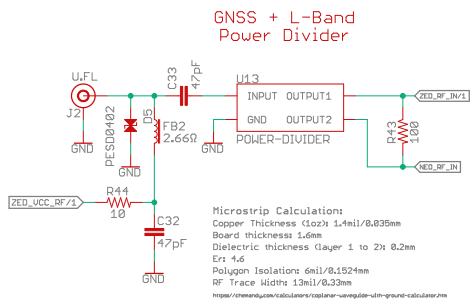 GNSS + L-Band
Power Divider
U.FL
J2
GND
PESD0402
D5
GND
C33
47pF
FB2
2.66Ω
U13
INPUT OUTPUT1
GND OUTPUT2
POWER-DIVIDER
GND
ZED_RF_IN/1
R43
100
NEO_RF_IN
ZED_VCC_RF/1
R44
10
C32
47pF
GND
Microstrip Calculation:
Copper Thickness (1oz): 1.4mil/0.035mm
Board thickness: 1.6mm
Dielectric thickness (layer 1 to 2): 0.2mm
Er: 4.6
Polygon Isolation: 6mil/0.1524mm
RF Trace Width: 13mil/0.33mm
https://chemandy.com/calculators/coplanar-waveguide-with-ground-calculator.htm